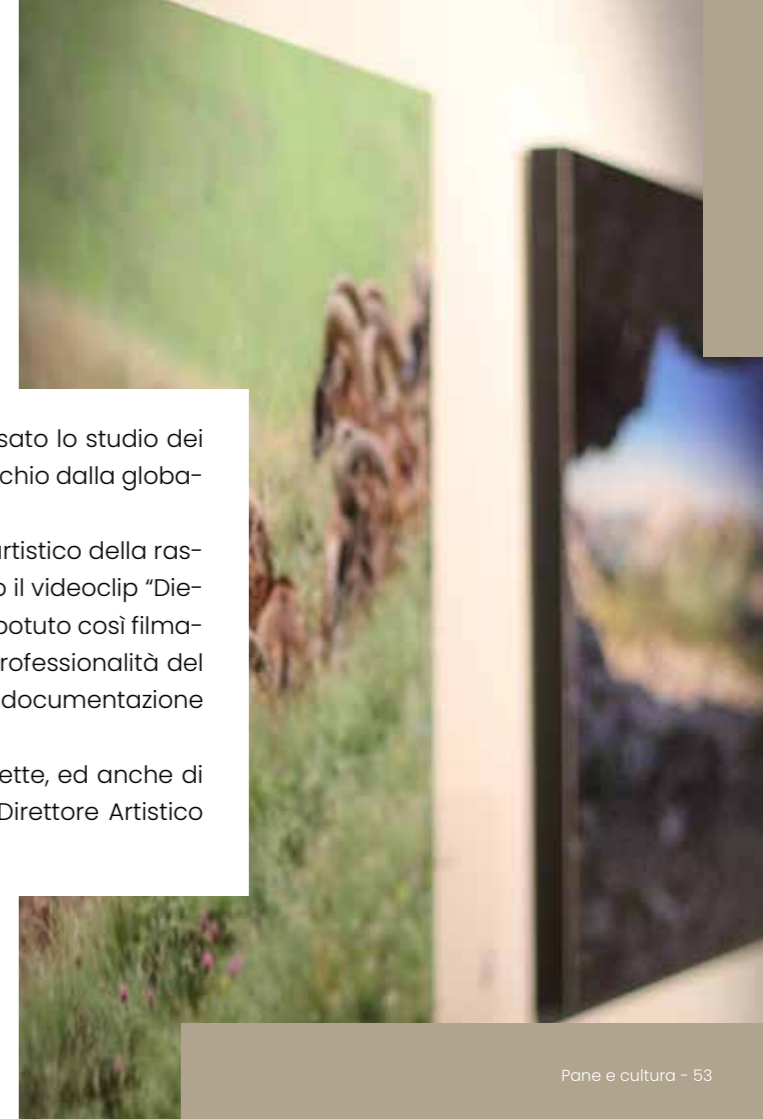 sato lo studio dei
chio dalla globa-
artistico della ras-
o il videoclip “Die-
potuto così filma-
rofessionalità del
documentazione
ette, ed anche di
Direttore Artistico
Pane e cultura - 53